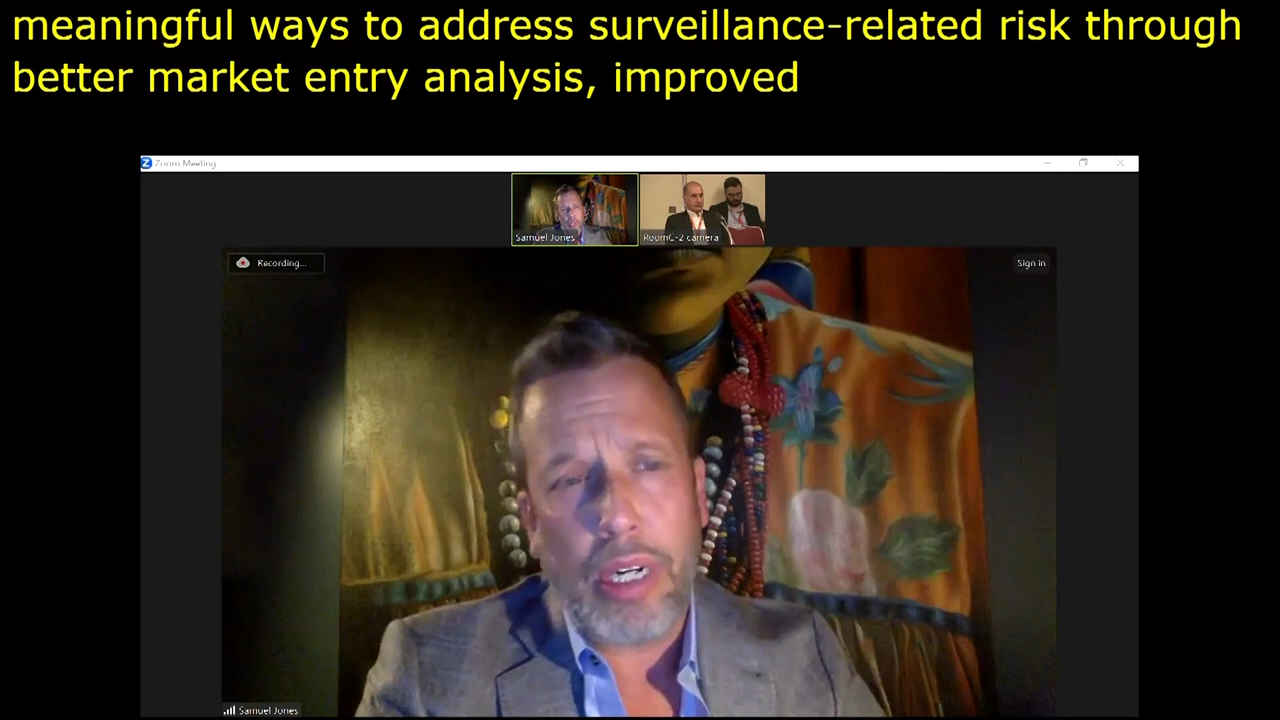 meaningful ways to address surveillance-related risk through
better market entry analysis, improved
Zoom Meeting
Samuel Jones
RoomC-2 camera
Recording...
Sign in
Samuel Jones